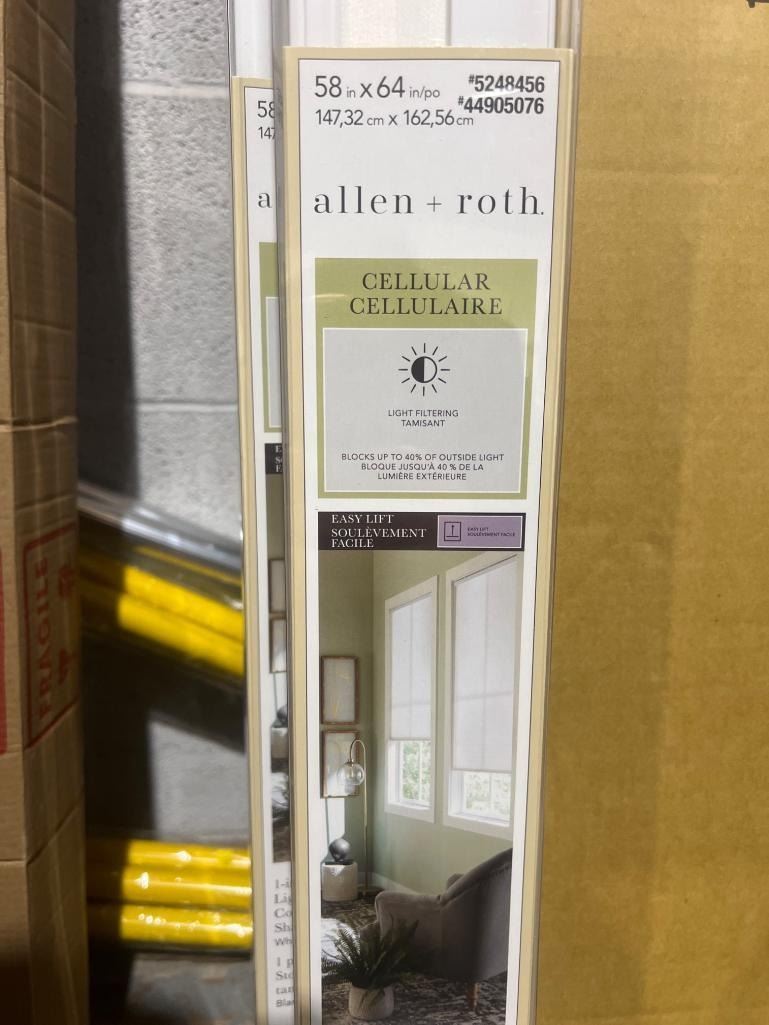 58 in x 64 in/po
147,32 cm x 162,56 cm
#5248456
#44905076
allen + roth.
CELLULAR
CELLULAIRE
LIGHT FILTERING
TAMISANT
BLOCKS UP TO 40% OF OUTSIDE LIGHT
BLOQUE JUSQU'À 40 % DE LA
LUMIÈRE EXTÉRIEURE
EASY LIFT
SOULÈVEMENT
FACILE
EASY LIFT
SOULÈVEMENT FACILE
58
147
a
FRAGILE